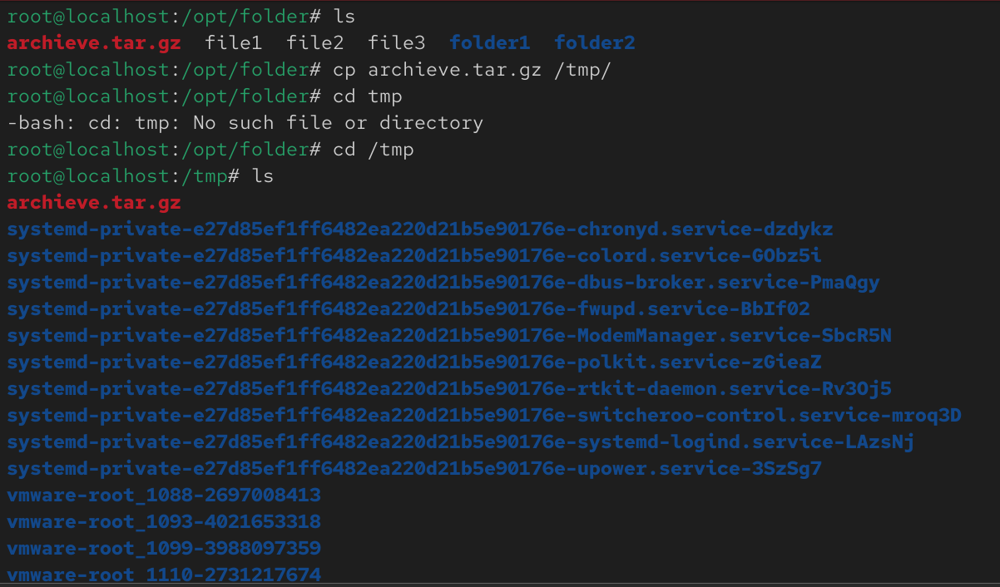 root@localhost:/opt/folder# ls
archieve.tar.gz  file1  file2  file3  folder1  folder2
root@localhost:/opt/folder# cp archieve.tar.gz /tmp/
root@localhost:/opt/folder# cd tmp
-bash: cd: tmp: No such file or directory
root@localhost:/opt/folder# cd /tmp
root@localhost:/tmp# ls
archieve.tar.gz
systemd-private-e27d85ef1ff6482ea220d21b5e90176e-chronyd.service-dzdykz
systemd-private-e27d85ef1ff6482ea220d21b5e90176e-colord.service-GObz5i
systemd-private-e27d85ef1ff6482ea220d21b5e90176e-dbus-broker.service-PmaQgy
systemd-private-e27d85ef1ff6482ea220d21b5e90176e-fwupd.service-BbIf02
systemd-private-e27d85ef1ff6482ea220d21b5e90176e-ModemManager.service-SbcR5N
systemd-private-e27d85ef1ff6482ea220d21b5e90176e-polkit.service-zGieaZ
systemd-private-e27d85ef1ff6482ea220d21b5e90176e-rtkit-daemon.service-Rv3Oj5
systemd-private-e27d85ef1ff6482ea220d21b5e90176e-switcheroo-control.service-mroq3D
systemd-private-e27d85ef1ff6482ea220d21b5e90176e-systemd-logind.service-LAzsNj
systemd-private-e27d85ef1ff6482ea220d21b5e90176e-upower.service-3SzSg7
vmware-root_1088-2697008413
vmware-root_1093-4021653318
vmware-root_1099-3988097359
vmware-root_1110-2731217674